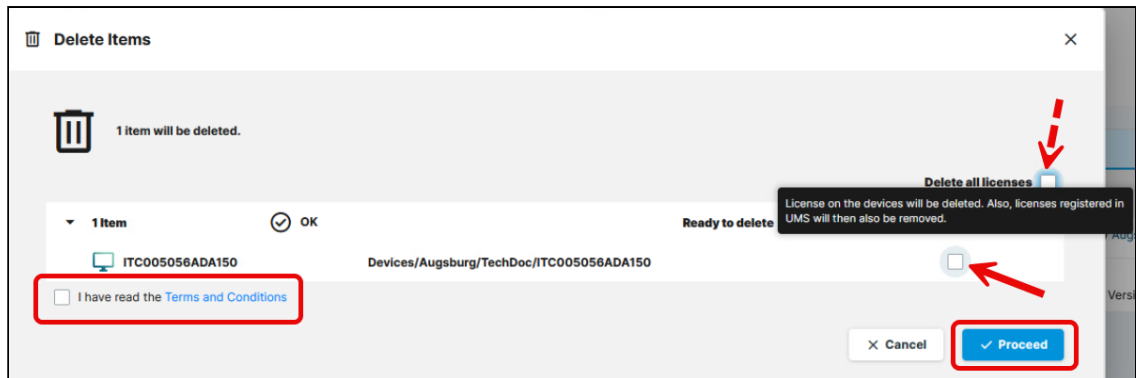 Delete Items
1 item will be deleted.
Delete all licenses
License on the devices will be deleted. Also, licenses registered in
UMS will then also be removed.
1 Item OK Ready to delete
ITC005056ADA150 Devices/Augsburg/TechDoc/ITC005056ADA150
I have read the Terms and Conditions
Cancel Proceed